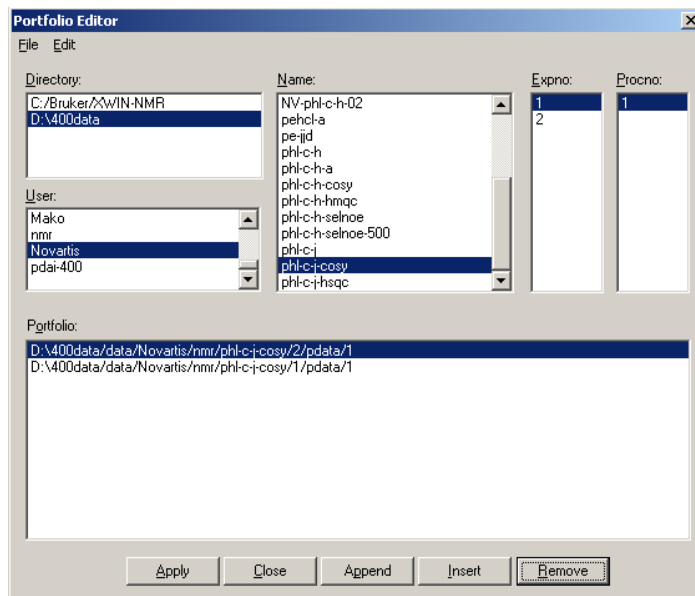 Portfolio Editor
File Edit
Directory:
C:/Bruker/XWIN-NMR
D:\400data
User:
Mako
nmr
Novartis
pdai-400
Name:
NV-phl-c-h-02
pehcl-a
pe-jjd
phl-c-h
phl-c-h-a
phl-c-h-cosy
phl-c-h-hmqc
phl-c-h-selnoe
phl-c-h-selnoe-500
phl-c-j
phl-c-j-cosy
phl-c-j-hsqc
Expno:
1
2
Procno:
1
Portfolio:
D:\400data/data/Novartis/nmr/phl-c-j-cosy/2/pdata/1
D:\400data/data/Novartis/nmr/phl-c-j-cosy/1/pdata/1
Apply Close Append Insert Remove